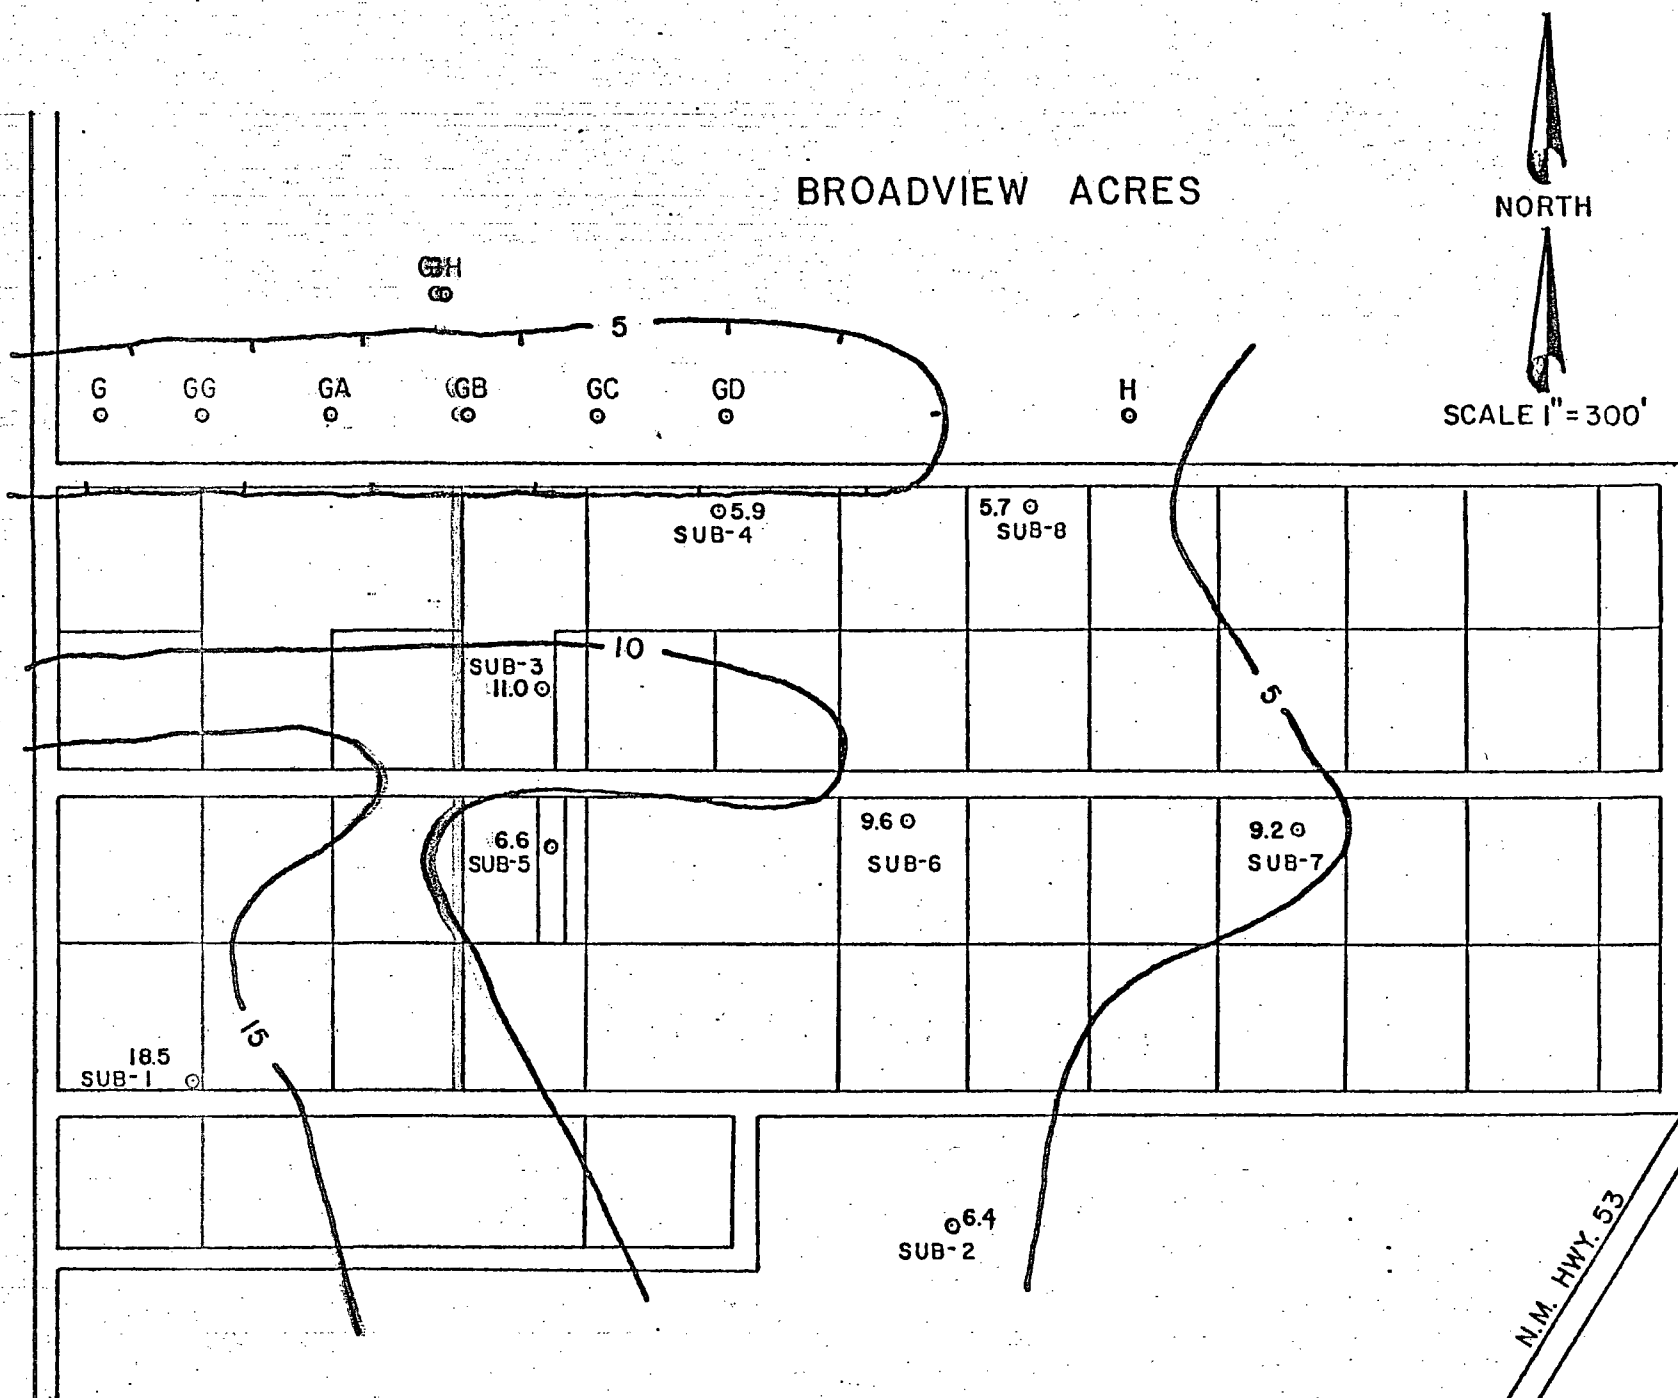 BROADVIEW ACRES
NORTH
SCALE 1"=300'
5
G
GG
GA
GB
GC
GD
H
5.9
SUB-4
5.7
SUB-8
10
SUB-3
11.0
5
6.6
SUB-5
9.6
SUB-6
9.2
SUB-7
15
18.5
SUB-1
6.4
SUB-2
N.M. HWY. 53